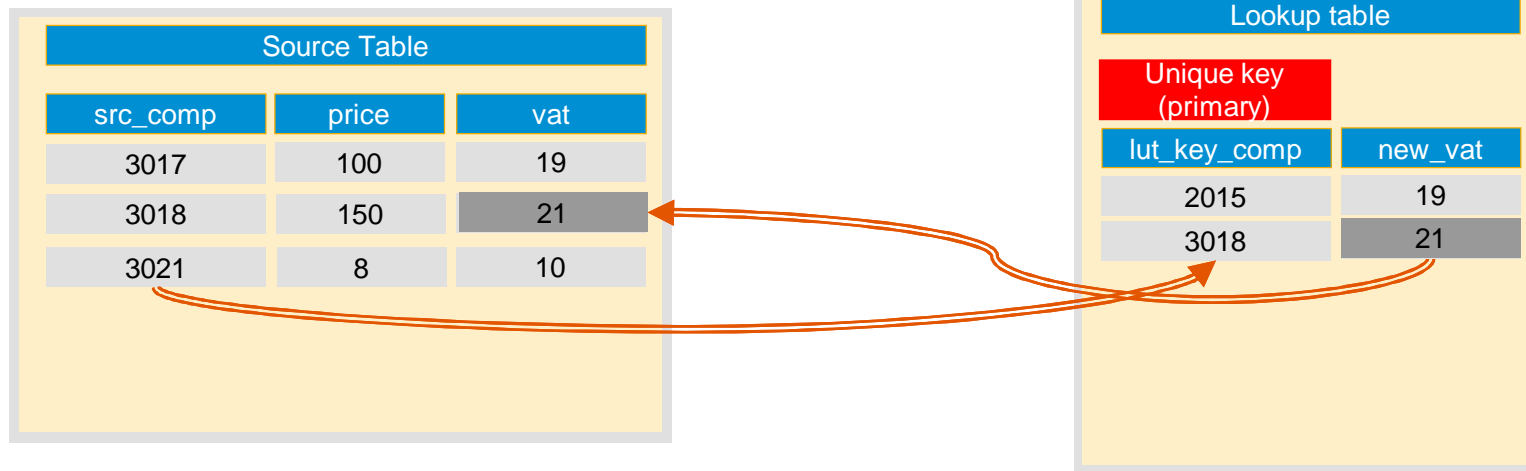 Source Table
src_comp price vat
3017 100 19
3018 150 21
3021 8 10
Lookup table
Unique key
(primary)
lut_key_comp new_vat
2015 19
3018 21